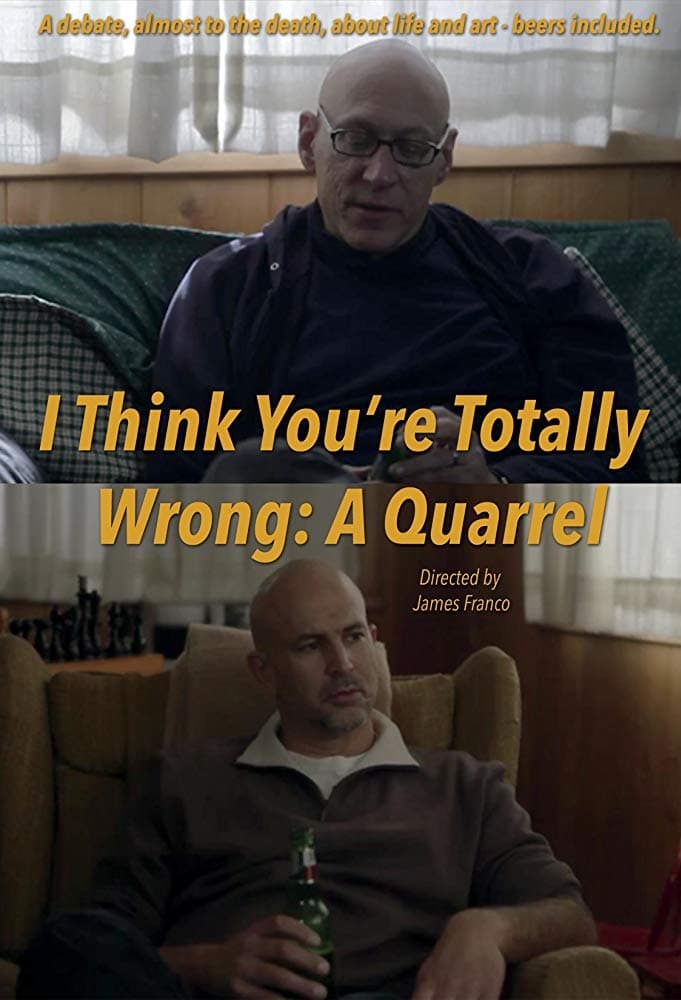 A debate, almost to the death, about life and art - beers included.
I Think You're Totally
Wrong: A Quarrel
Directed by
James Franco